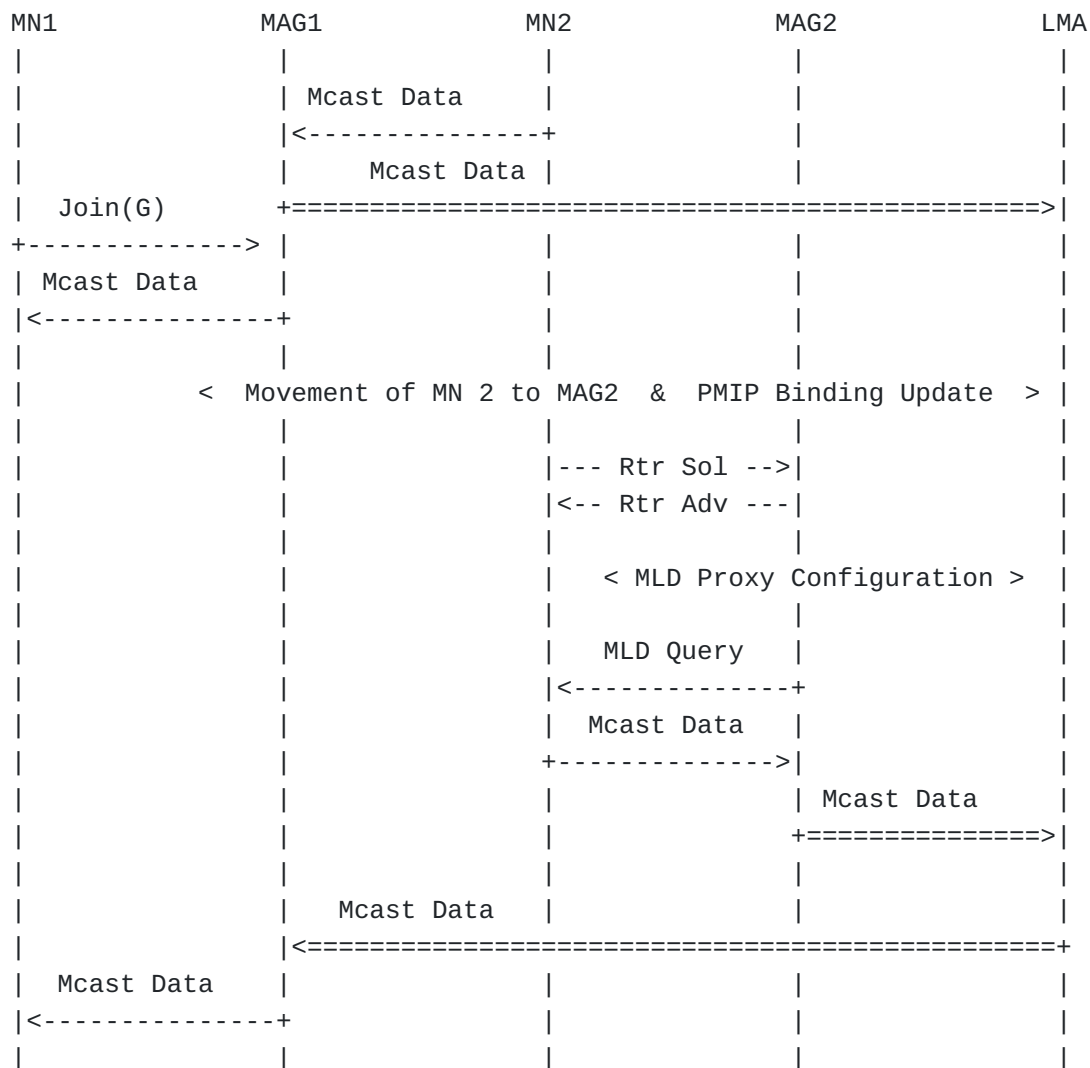 MN1 MAG1 MN2 MAG2 LMA
Mcast Data
Mcast Data
Join(G)
Mcast Data
< Movement of MN 2 to MAG2 & PMIP Binding Update >
--- Rtr Sol -->
<-- Rtr Adv ---
< MLD Proxy Configuration >
MLD Query
Mcast Data
Mcast Data
Mcast Data
Mcast Data